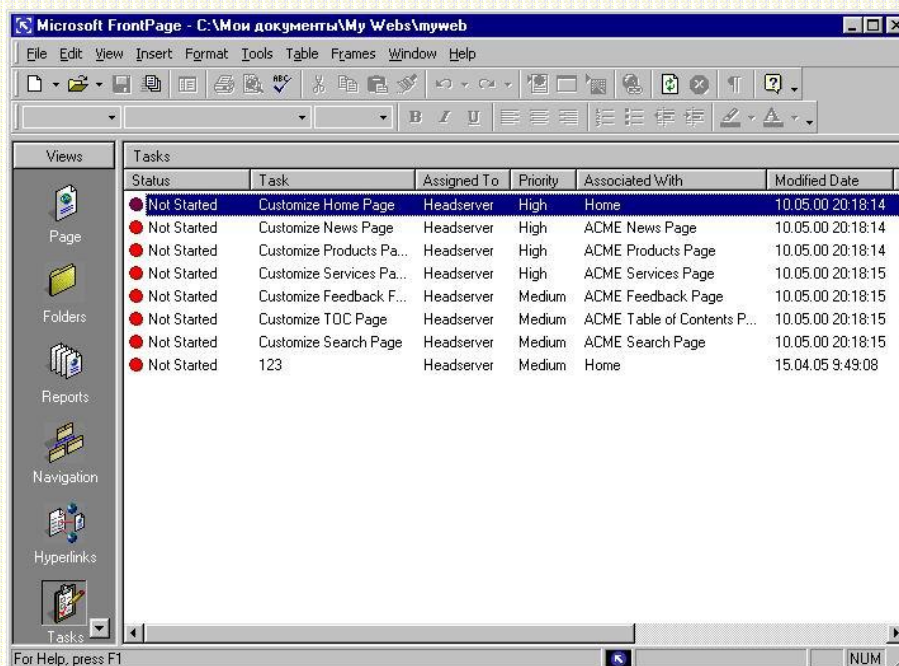 Microsoft FrontPage - C:\Мои документы\My Webs\myweb
File Edit View Insert Format Tools Table Frames Window Help
ABC
B I U A
Views Tasks
Status Task Assigned To Priority Associated With Modified Date
Not Started Customize Home Page Headserver High Home 10.05.00 20:18:14
Not Started Customize News Page Headserver High ACME News Page 10.05.00 20:18:14
Not Started Customize Products Pa... Headserver High ACME Products Page 10.05.00 20:18:14
Not Started Customize Services Pa... Headserver High ACME Services Page 10.05.00 20:18:15
Not Started Customize Feedback F... Headserver Medium ACME Feedback Page 10.05.00 20:18:15
Not Started Customize TOC Page Headserver Medium ACME Table of Contents P... 10.05.00 20:18:15
Not Started Customize Search Page Headserver Medium ACME Search Page 10.05.00 20:18:15
Not Started 123 Headserver Medium Home 15.04.05 9:49:08
Page
Folders
Reports
Navigation
Hyperlinks
Tasks
For Help, press F1 NUM